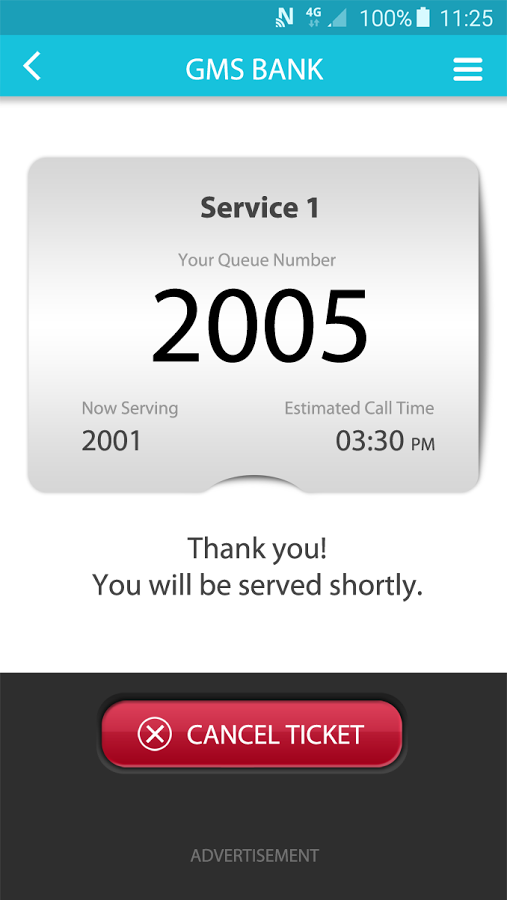 4G 100% 11:25
GMS BANK
Service 1
Your Queue Number
2005
Now Serving Estimated Call Time
2001 03:30 PM
Thank you!
You will be served shortly.
CANCEL TICKET
ADVERTISEMENT